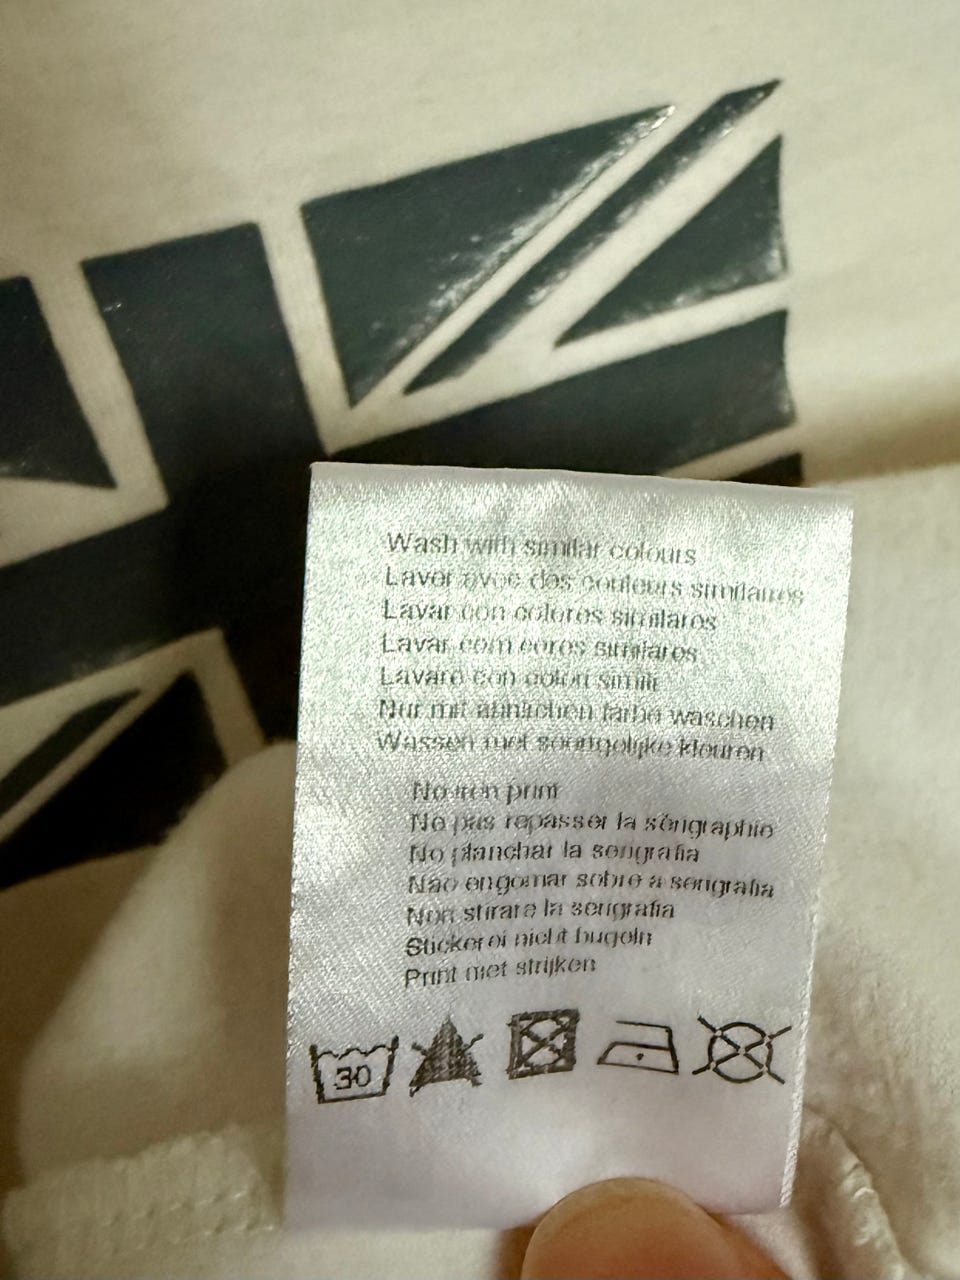 Wash with similar colours
Laver avec des couleurs similaires
Lavar con colores similares
Lavar com cores similares
Lavare con colori simili
Nur mit ahnlichen farbe waschen
Wassen met soortgelijke kleuren
No iron print
Ne pas repasser la sérigraphie
No planchar la serigrafia
Não engomar sobre a serigrafia
Non stirare la serigrafia
Stickerei nicht bugeln
Print niet strijken
30